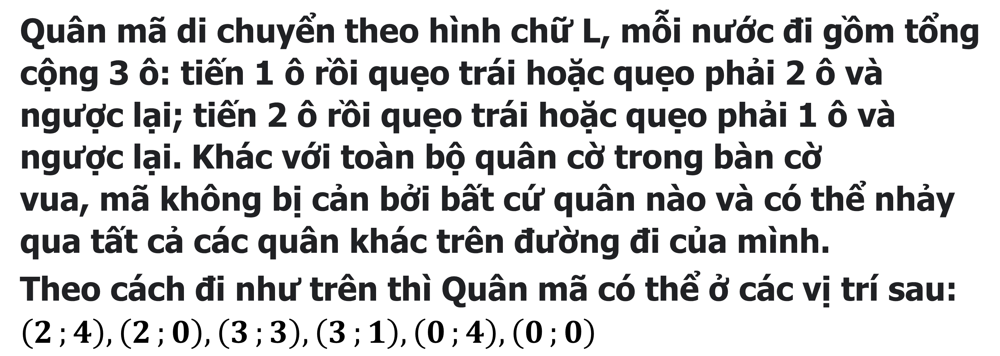 Quân mã di chuyển theo hình chữ L, mỗi nước đi gồm tổng
cộng 3 ô: tiến 1 ô rồi quẹo trái hoặc quẹo phải 2 ô và
ngược lại; tiến 2 ô rồi quẹo trái hoặc quẹo phải 1 ô và
ngược lại. Khác với toàn bộ quân cờ trong bàn cờ
vua, mã không bị cản bởi bất cứ quân nào và có thể nhảy
qua tất cả các quân khác trên đường đi của mình.
Theo cách đi như trên thì Quân mã có thể ở các vị trí sau:
(2 ; 4), (2 ; 0), (3 ; 3), (3 ; 1), (0 ; 4), (0 ; 0)